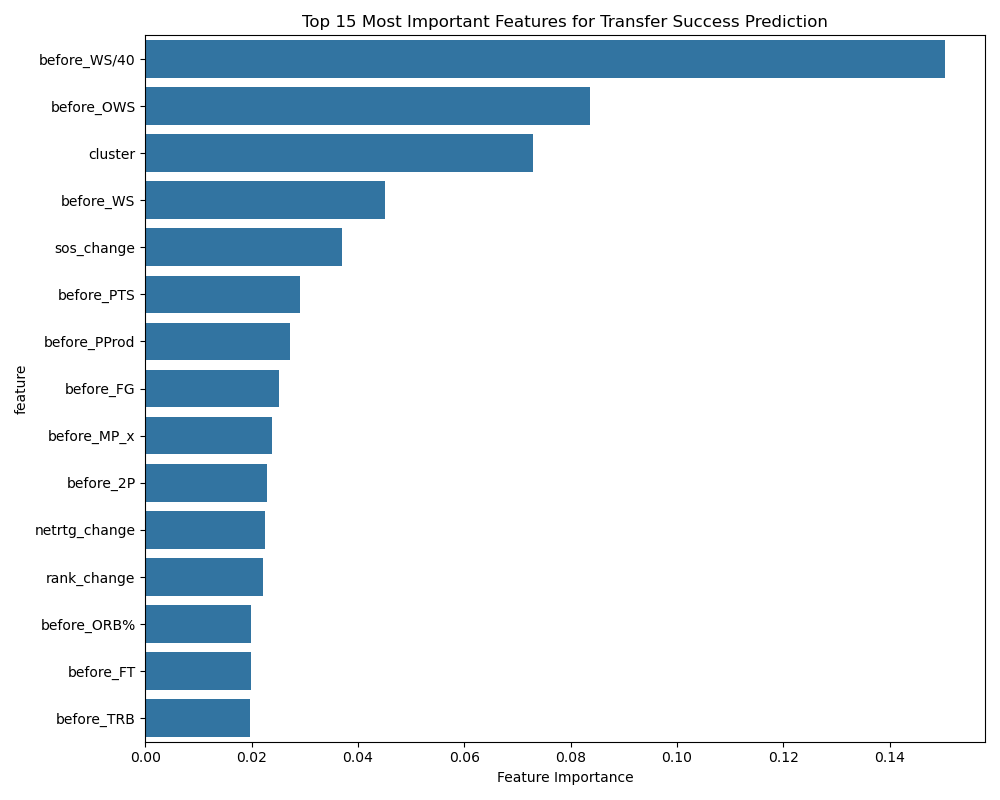 Top 15 Most Important Features for Transfer Success Prediction
before_WS/40
before_OWS
cluster
before_WS
sos_change
before_PTS
before_PProd
before_FG
before_MP_x
before_2P
netrtg_change
rank_change
before_ORB%
before_FT
before_TRB
feature
0.00 0.02 0.04 0.06 0.08 0.10 0.12 0.14
Feature Importance